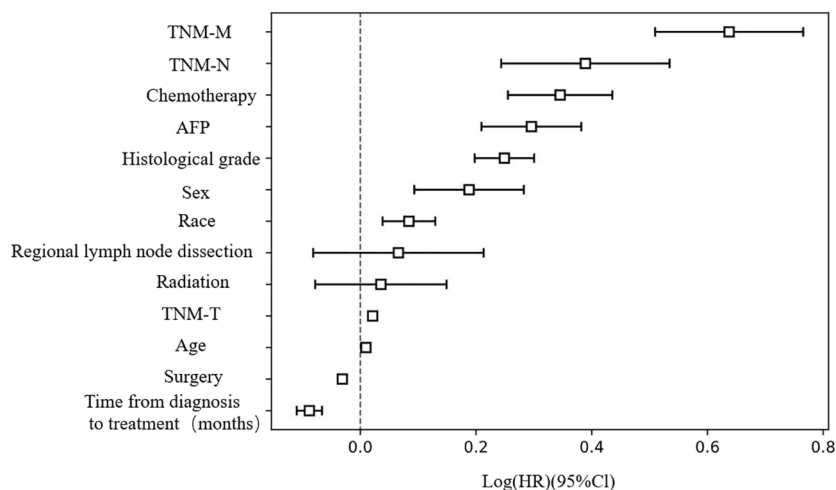 TNM-M
TNM-N
Chemotherapy
AFP
Histological grade
Sex
Race
Regional lymph node dissection
Radiation
TNM-T
Age
Surgery
Time from diagnosis
to treatment（months）
0.0 0.2 0.4 0.6 0.8
Log(HR)(95%Cl)